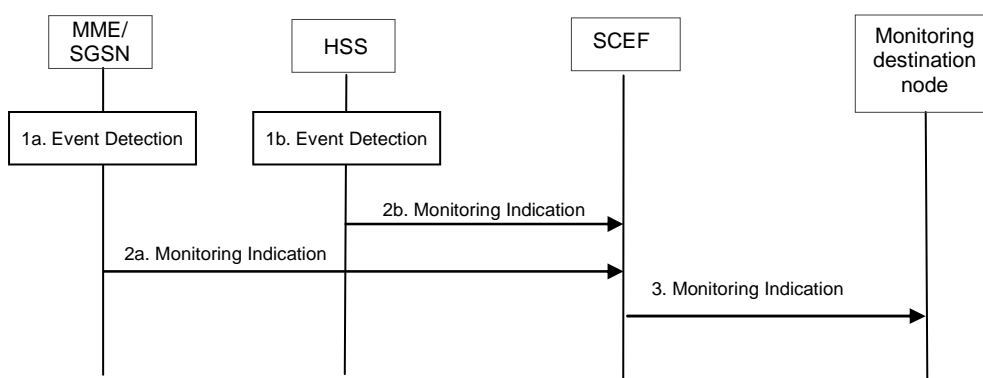 MME/
SGSN
HSS
SCEF
Monitoring
destination
node
1a. Event Detection
1b. Event Detection
2b. Monitoring Indication
2a. Monitoring Indication
3. Monitoring Indication